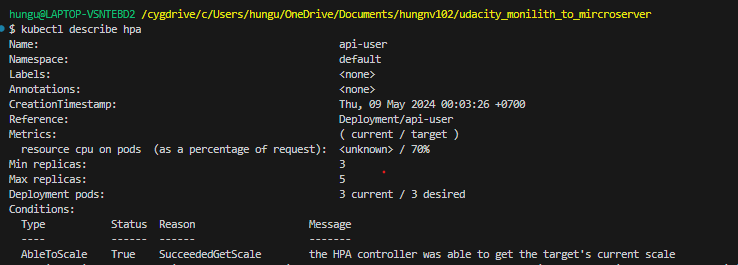 hungu@LAPTOP-VSNTEBD2 /cygdrive/c/Users/hungu/OneDrive/Documents/hungnv102/udacity_monilith_to_mircroserver
$ kubectl describe hpa
Name: api-user
Namespace: default
Labels: <none>
Annotations: <none>
CreationTimestamp: Thu, 09 May 2024 00:03:26 +0700
Reference: Deployment/api-user
Metrics: ( current / target )
resource cpu on pods (as a percentage of request): <unknown> / 70%
Min replicas: 3
Max replicas: 5
Deployment pods: 3 current / 3 desired
Conditions:
Type Status Reason Message
---- ------ ------ -------
AbleToScale True SucceededGetScale the HPA controller was able to get the target's current scale